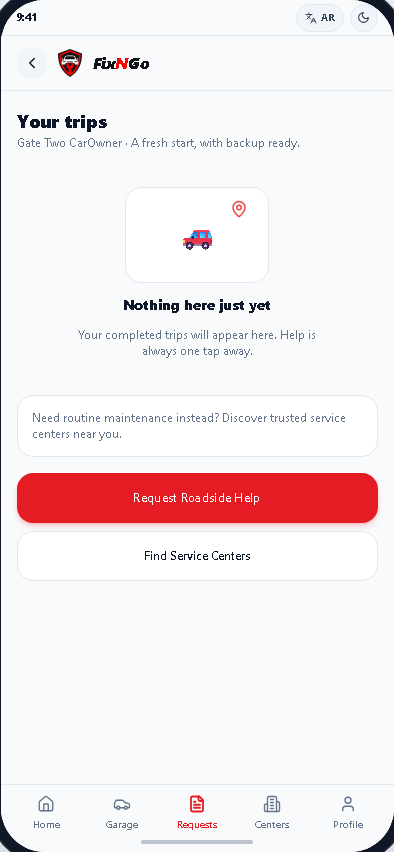 9:41
AR
FixNGo
Your trips
Gate Two CarOwner · A fresh start, with backup ready.
Nothing here just yet
Your completed trips will appear here. Help is
always one tap away.
Need routine maintenance instead? Discover trusted service
centers near you.
Request Roadside Help
Find Service Centers
Home
Garage
Requests
Centers
Profile